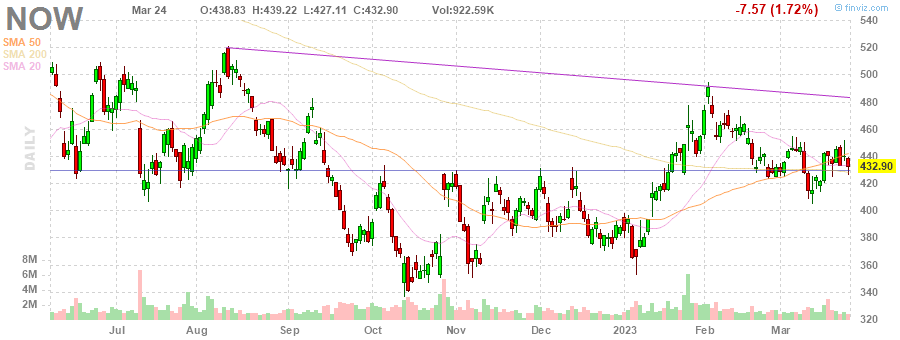 NOW
Mar 24 O:438.83 H:439.22 L:427.11 C:432.90 Vol:922.59K -7.57 (1.72%)
© finviz.com
SMA 50
SMA 200
SMA 20
DAILY
540
520
500
480
460
440
432.90
420
400
380
360
340
320
8M
6M
4M
2M
Jul Aug Sep Oct Nov Dec 2023 Feb Mar